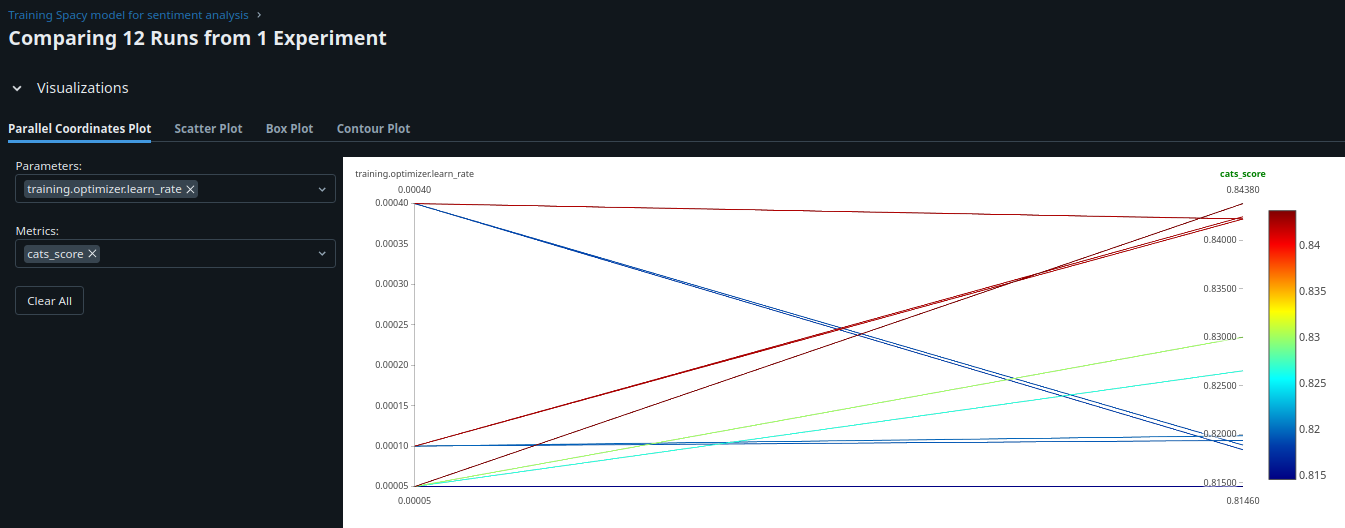 Training Spacy model for sentiment analysis >
Comparing 12 Runs from 1 Experiment
Visualizations
Parallel Coordinates Plot Scatter Plot Box Plot Contour Plot
Parameters:
training.optimizer.learn_rate ×
Metrics:
cats_score ×
Clear All
training.optimizer.learn_rate cats_score
0.00040 0.84380
0.00040
0.00035
0.00030
0.00025
0.00020
0.00015
0.00010
0.00005
0.00005
0.84000
0.83500
0.83000
0.82500
0.82000
0.81500
0.81460
0.84
0.835
0.83
0.825
0.82
0.815